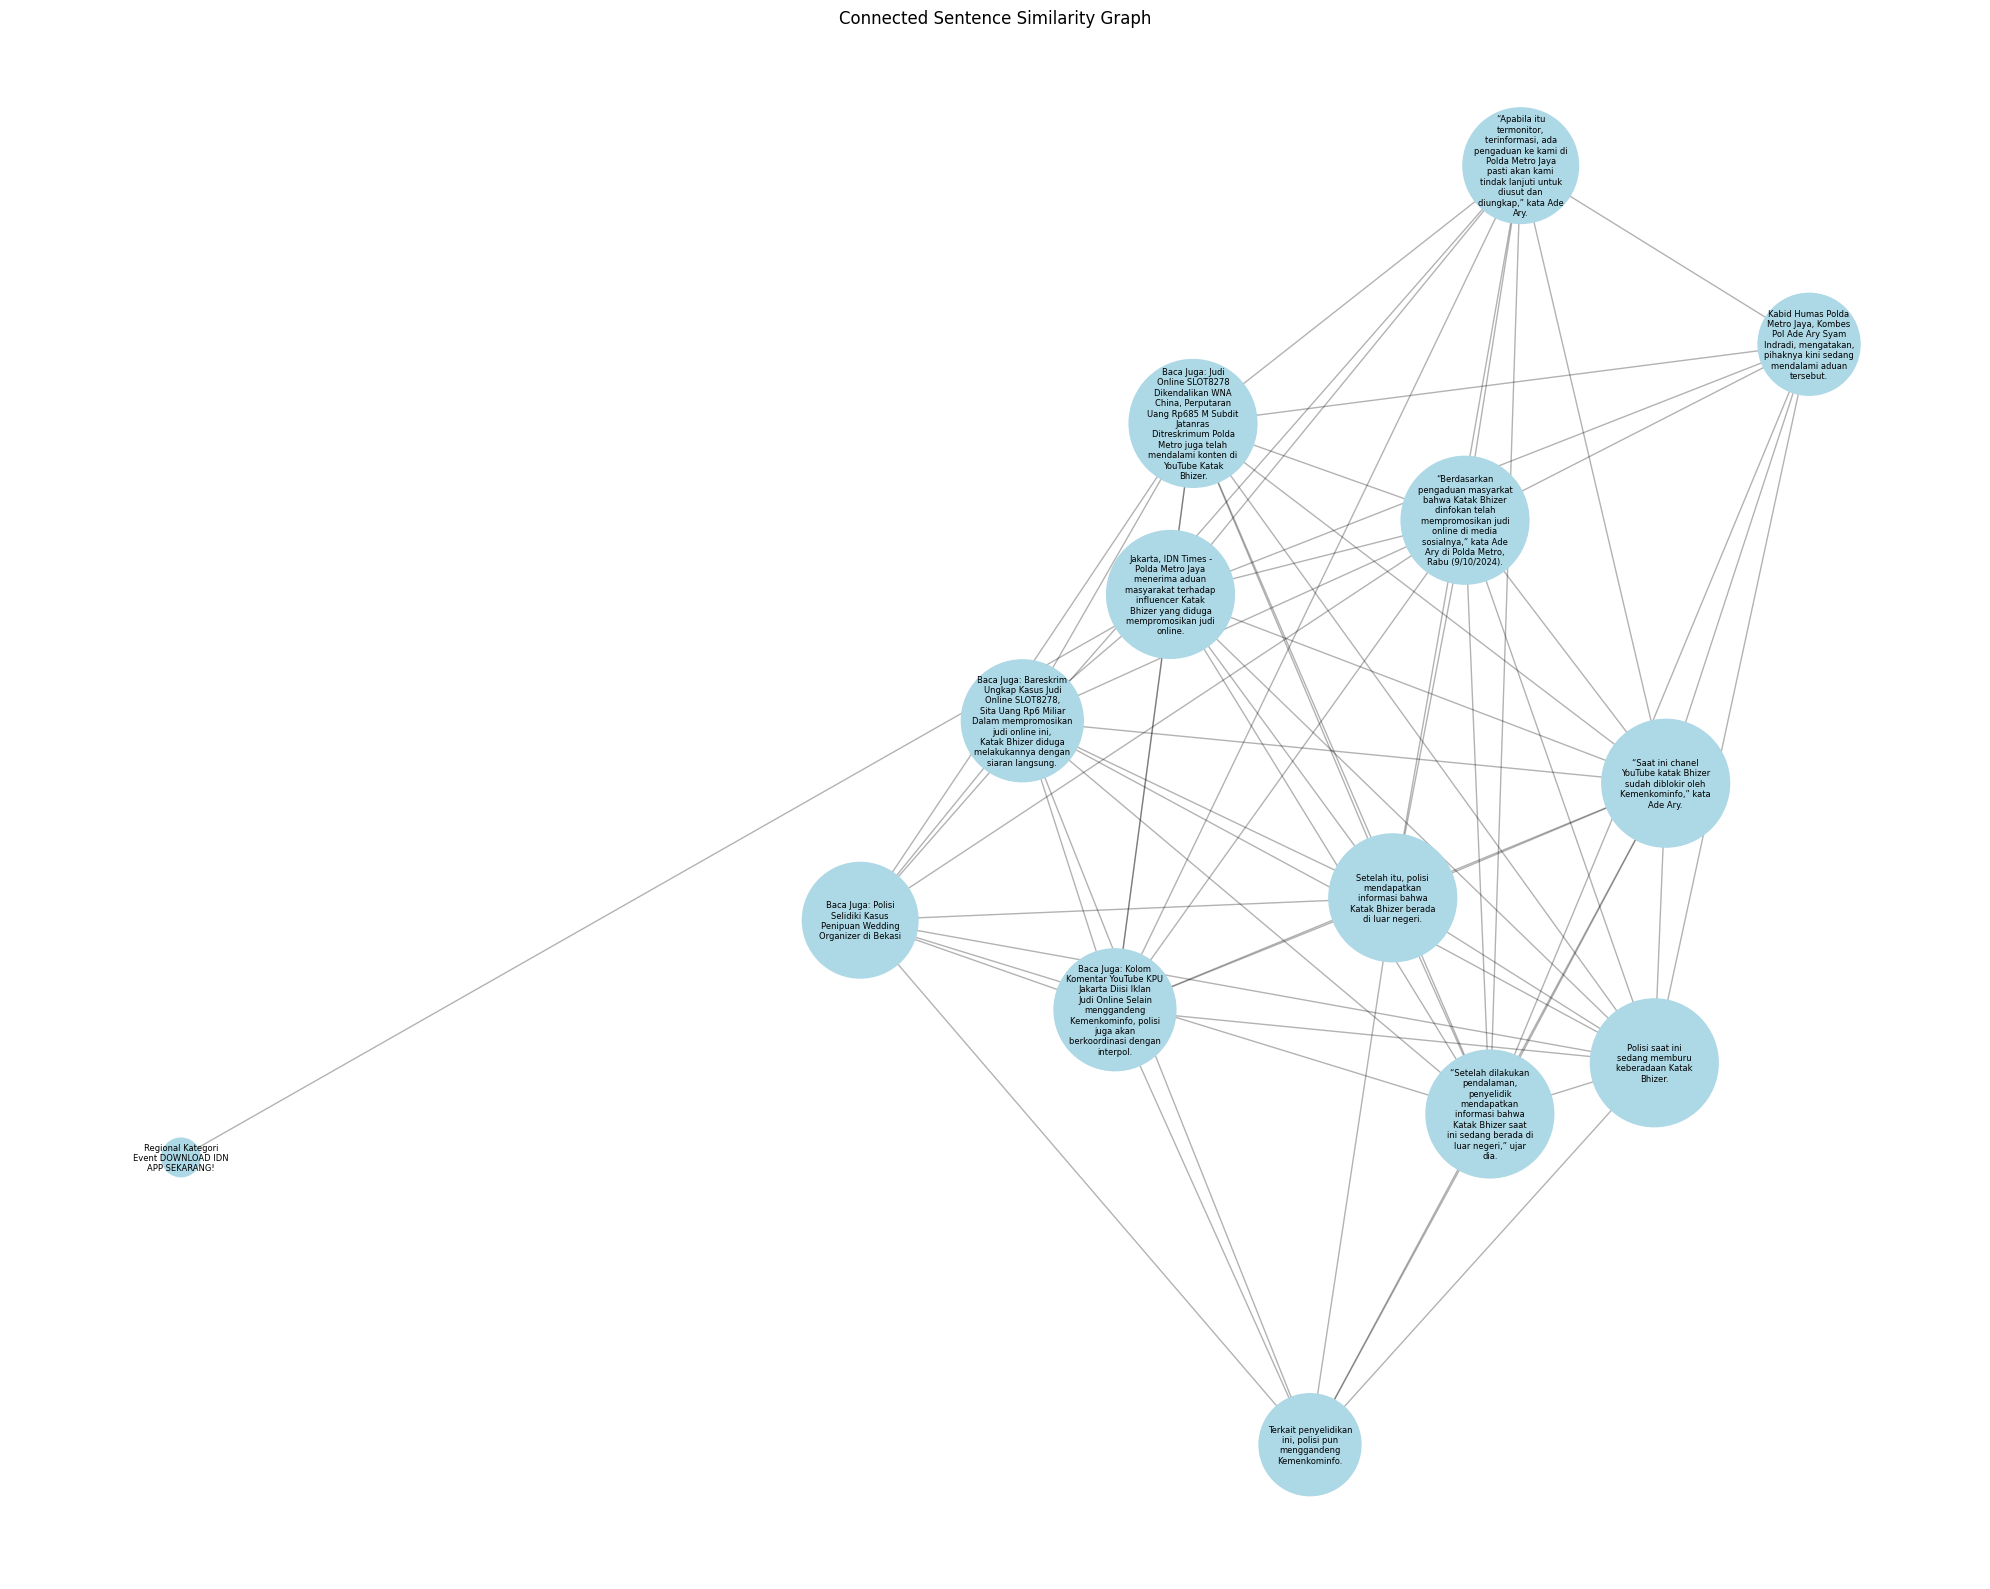 Connected Sentence Similarity Graph
“Apabila itu
termonitor,
terinformasi, ada
pengaduan ke kami di
Polda Metro Jaya
pasti akan kami
tindak lanjuti untuk
diusut dan
diungkap,” kata Ade
Ary.
Kabid Humas Polda
Metro Jaya, Kombes
Pol Ade Ary Syam
Indradi, mengatakan,
pihaknya kini sedang
mendalami aduan
tersebut.
Baca Juga: Judi
Online SLOT8278
Dikendalikan WNA
China, Perputaran
Uang Rp685 M Subdit
Jatanras
Ditreskrimum Polda
Metro juga telah
mendalami konten di
YouTube Katak
Bhizer.
“Berdasarkan
pengaduan masyarkat
bahwa Katak Bhizer
dinfokan telah
mempromosikan judi
online di media
sosialnya,” kata Ade
Ary di Polda Metro,
Rabu (9/10/2024).
Jakarta, IDN Times -
Polda Metro Jaya
menerima aduan
masyarakat terhadap
influencer Katak
Bhizer yang diduga
mempromosikan judi
online.
Baca Juga: Bareskrim
Ungkap Kasus Judi
Online SLOT8278,
Sita Uang Rp6 Miliar
Dalam mempromosikan
judi online ini,
Katak Bhizer diduga
melakukannya dengan
siaran langsung.
“Saat ini chanel
YouTube katak Bhizer
sudah diblokir oleh
Kemenkominfo,” kata
Ade Ary.
Setelah itu, polisi
mendapatkan
informasi bahwa
Katak Bhizer berada
di luar negeri.
Baca Juga: Polisi
Selidiki Kasus
Penipuan Wedding
Organizer di Bekasi
Baca Juga: Kolom
Komentar YouTube KPU
Jakarta Diisi Iklan
Judi Online Selain
menggandeng
Kemenkominfo, polisi
juga akan
berkoordinasi dengan
interpol.
Polisi saat ini
sedang memburu
keberadaan Katak
Bhizer.
“Setelah dilakukan
pendalaman,
penyelidik
mendapatkan
informasi bahwa
Katak Bhizer saat
ini sedang berada di
luar negeri,” ujar
dia.
Regional Kategori
Event DOWNLOAD IDN
APP SEKARANG!
Terkait penyelidikan
ini, polisi pun
menggandeng
Kemenkominfo.